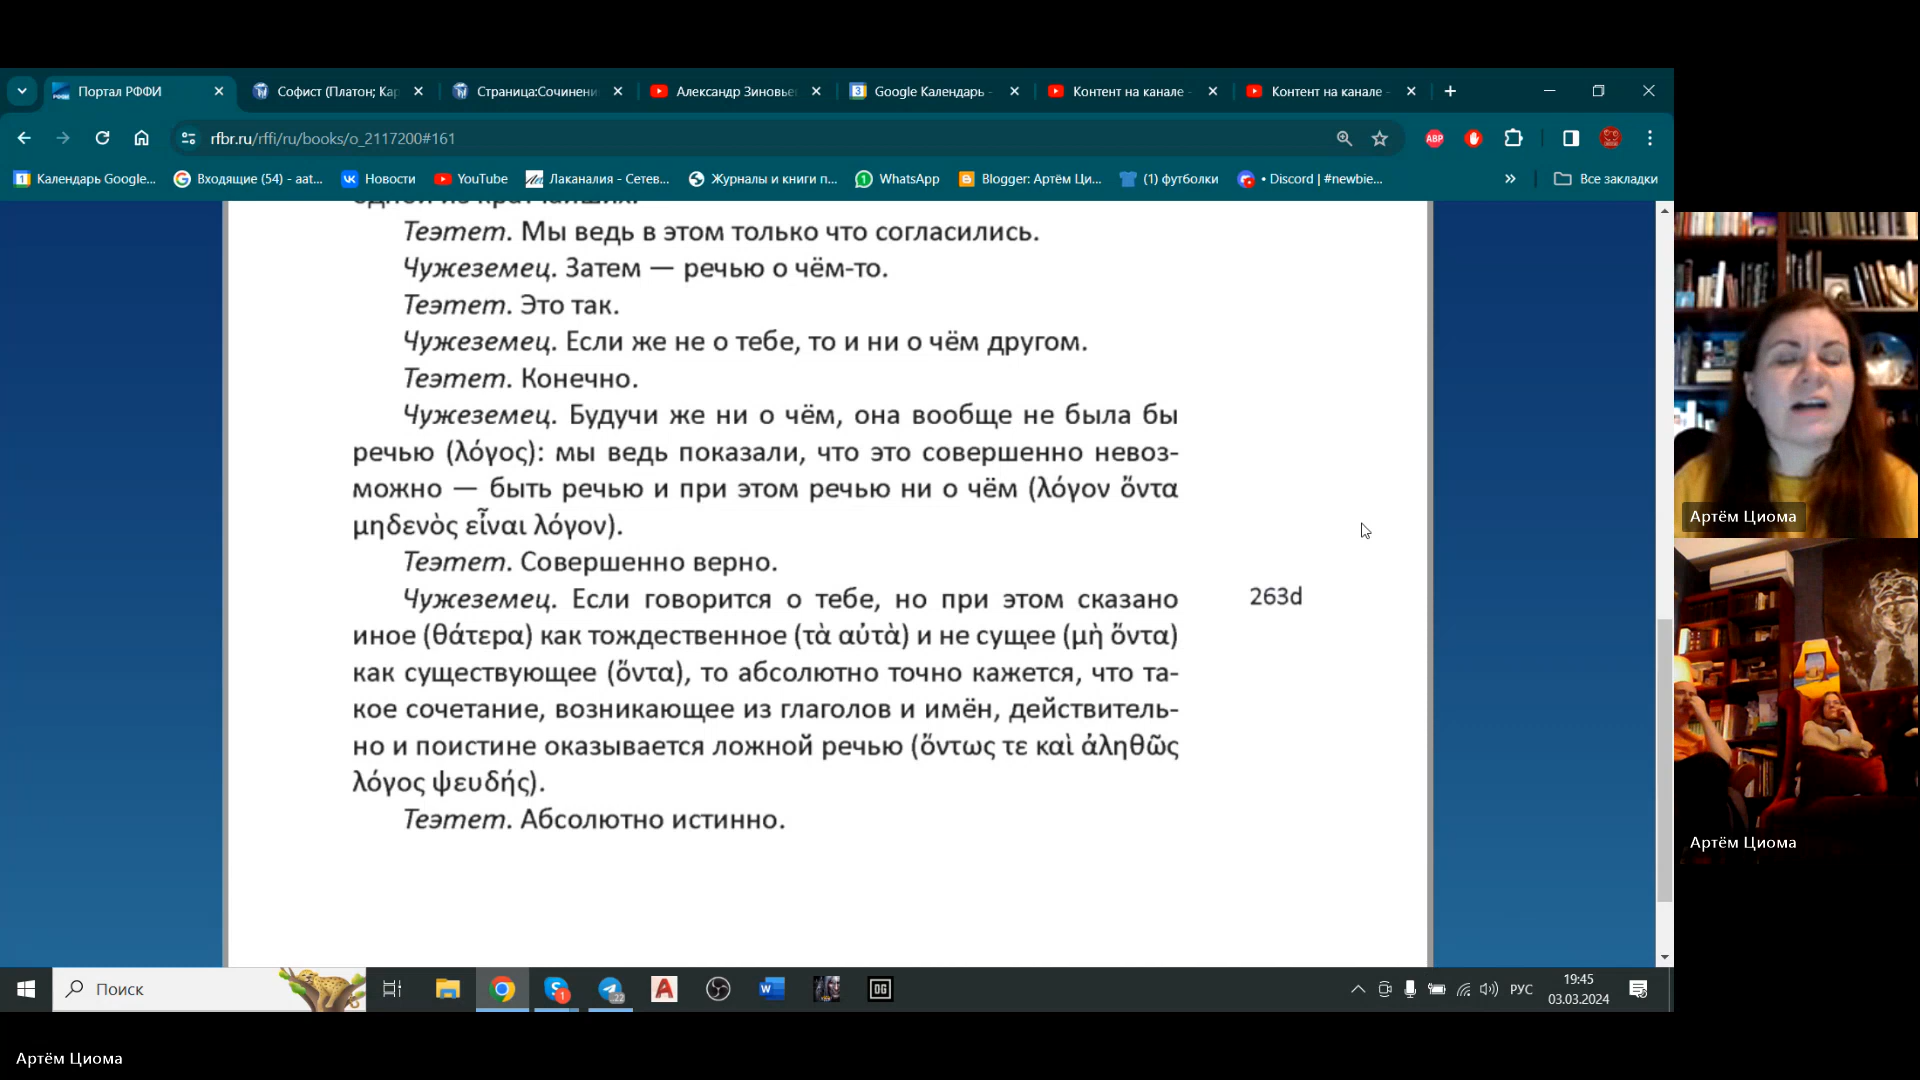 Портал РФФИ
Софист (Платон; Кар
Страница:Сочинени
Александр Зиновье
Google Календарь -
Контент на канале -
Контент на канале -
rfbr.ru/rffi/ru/books/o_2117200#161
ABP
Календарь Google...
Входящие (54) - aat...
Новости
YouTube
Лаканалия - Сетев...
Журналы и книги п...
WhatsApp
Blogger: Артём Ци...
(1) футболки
• Discord | #newbie...
»
Все закладки
одной из кратчайших.
Теэтет. Мы ведь в этом только что согласились.
Чужеземец. Затем — речью о чём-то.
Теэтет. Это так.
Чужеземец. Если же не о тебе, то и ни о чём другом.
Теэтет. Конечно.
Чужеземец. Будучи же ни о чём, она вообще не была бы
речью (λόγος): мы ведь показали, что это совершенно невоз-
можно — быть речью и при этом речью ни о чём (λόγον ὄντα
μηδενὸς εἶναι λόγον).
Теэтет. Совершенно верно.
Чужеземец. Если говорится о тебе, но при этом сказано
263d
иное (θάτερα) как тождественное (τὰ αὐτὰ) и не сущее (μὴ ὄντα)
как существующее (ὄντα), то абсолютно точно кажется, что та-
кое сочетание, возникающее из глаголов и имён, действитель-
но и поистине оказывается ложной речью (ὄντως τε καὶ ἀληθῶς
λόγος ψευδής).
Теэтет. Абсолютно истинно.
Артём Циома
Артём Циома
Поиск
РУС
19:45
03.03.2024
Артём Циома